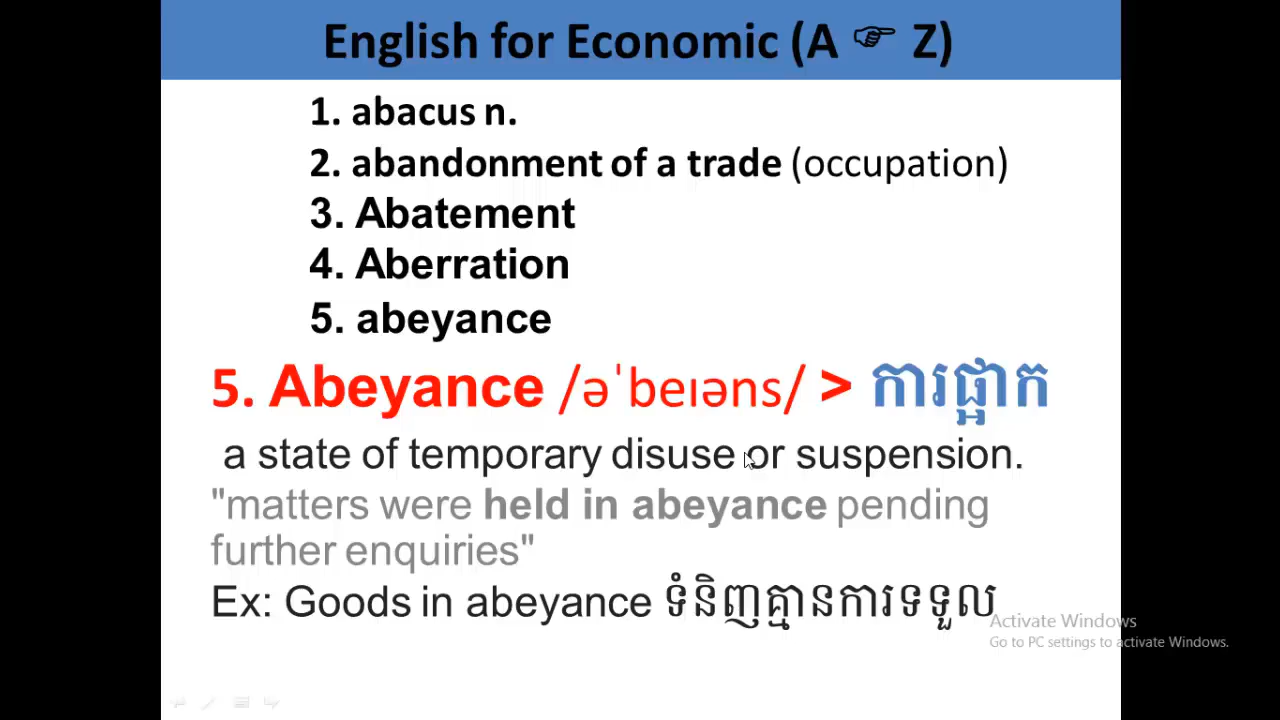 English for Economic (A ☞ Z)
1. abacus n.
2. abandonment of a trade (occupation)
3. Abatement
4. Aberration
5. abeyance
5. Abeyance /əˈbeɪəns/ > ការផ្អាក
a state of temporary disuse or suspension.
"matters were held in abeyance pending
further enquiries"
Ex: Goods in abeyance ទំនិញគ្មានការទទួល
Activate Windows
Go to PC settings to activate Windows.